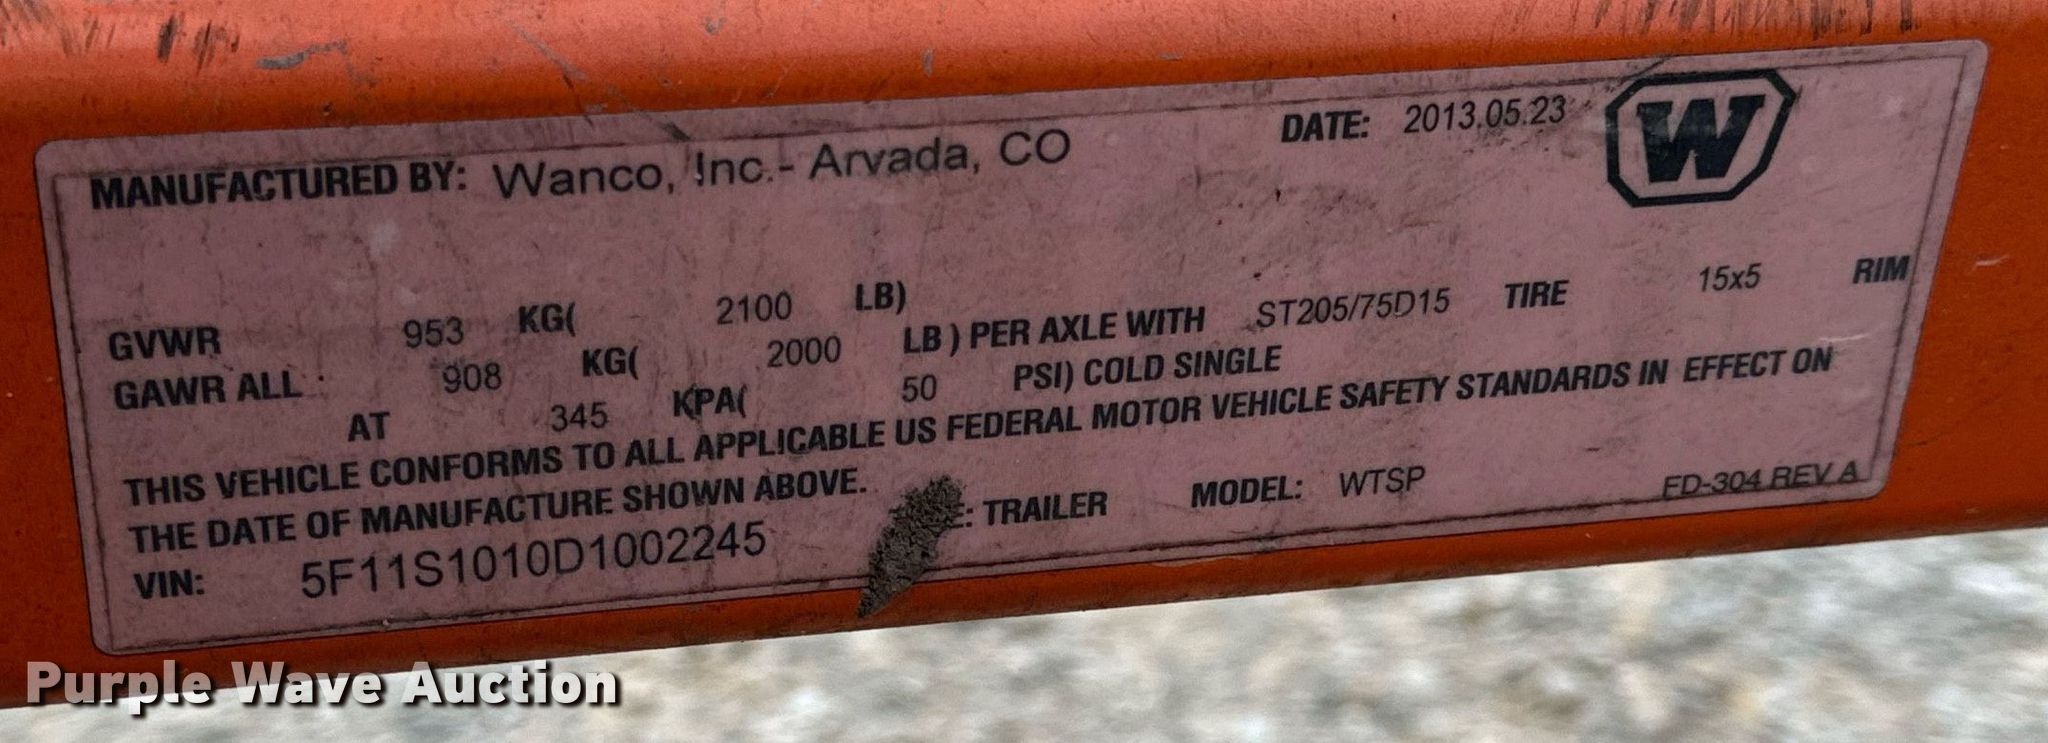 MANUFACTURED BY: Wanco, Inc.- Arvada, CO DATE: 2013.05.23 W
GVWR 953 KG( 2100 LB)
GAWR ALL : 908 KG( 2000 LB ) PER AXLE WITH ST205/75D15 TIRE 15x5 RIM
AT 345 KPA( 50 PSI) COLD SINGLE
THIS VEHICLE CONFORMS TO ALL APPLICABLE US FEDERAL MOTOR VEHICLE SAFETY STANDARDS IN EFFECT ON
THE DATE OF MANUFACTURE SHOWN ABOVE.
VIN: 5F11S1010D1002245 : TRAILER MODEL: WTSP FD-304 REV A
Purple Wave Auction